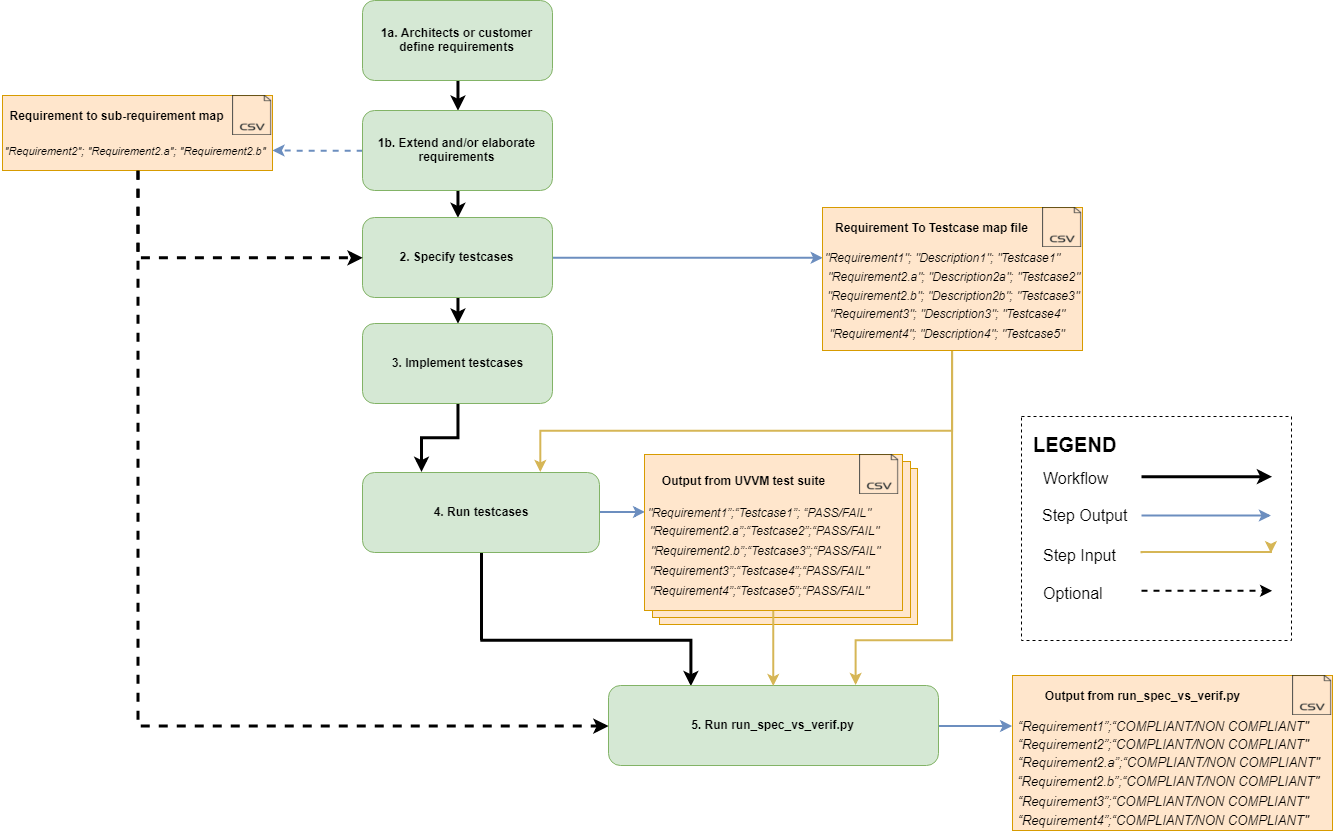 1a. Architects or customer
define requirements
Requirement to sub-requirement map
CSV
"Requirement2"; "Requirement2.a"; "Requirement2.b"
1b. Extend and/or elaborate
requirements
2. Specify testcases
Requirement To Testcase map file
CSV
"Requirement1"; "Description1"; "Testcase1"
"Requirement2.a"; "Description2a"; "Testcase2"
"Requirement2.b"; "Description2b"; "Testcase3"
"Requirement3"; "Description3"; "Testcase4"
"Requirement4"; "Description4"; "Testcase5"
3. Implement testcases
LEGEND
Workflow
Step Output
Step Input
Optional
4. Run testcases
Output from UVVM test suite
CSV
"Requirement1”;“Testcase1”; “PASS/FAIL"
"Requirement2.a”;“Testcase2”;“PASS/FAIL"
"Requirement2.b”;“Testcase3”;“PASS/FAIL"
"Requirement3”;“Testcase4”;“PASS/FAIL"
"Requirement4”;“Testcase5”;“PASS/FAIL"
5. Run run_spec_vs_verif.py
Output from run_spec_vs_verif.py
CSV
“Requirement1”;“COMPLIANT/NON COMPLIANT"
“Requirement2”;“COMPLIANT/NON COMPLIANT"
“Requirement2.a”;“COMPLIANT/NON COMPLIANT"
“Requirement2.b”;“COMPLIANT/NON COMPLIANT"
“Requirement3”;“COMPLIANT/NON COMPLIANT"
“Requirement4”;“COMPLIANT/NON COMPLIANT"